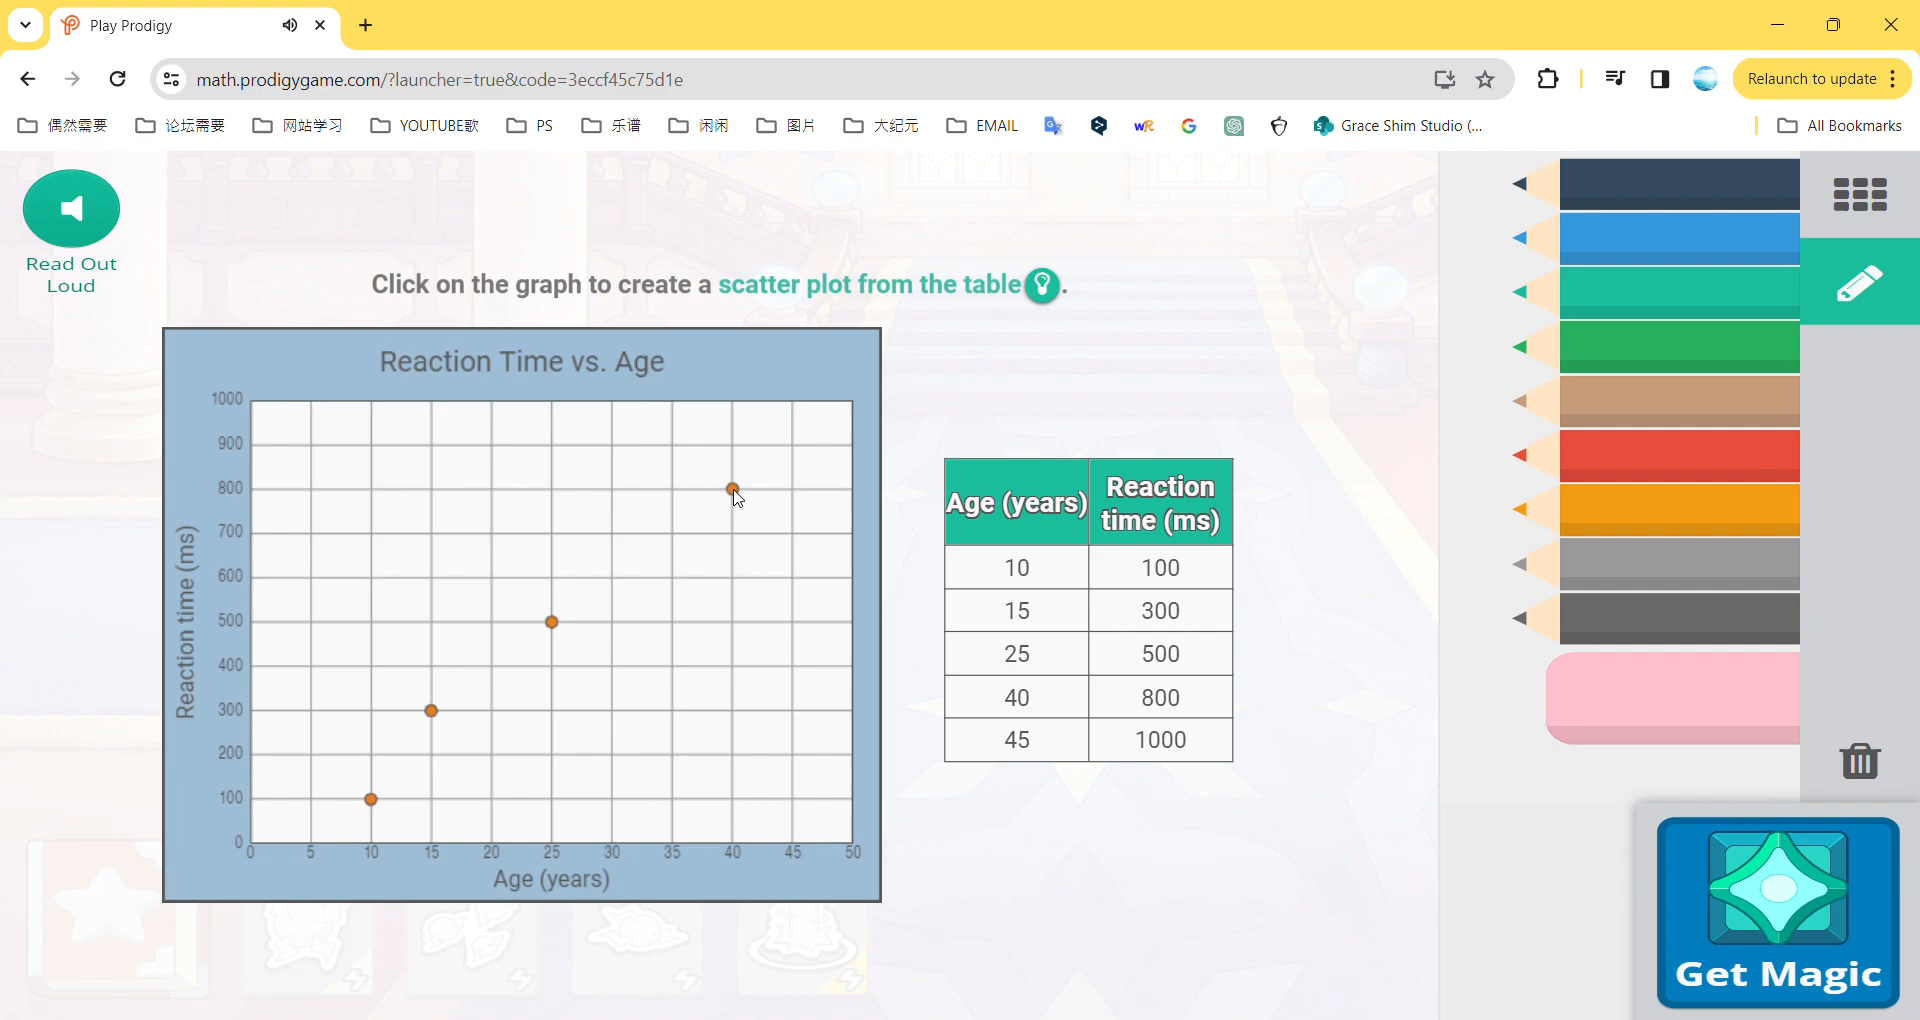 Play Prodigy
math.prodigygame.com/?launcher=true&code=3eccf45c75d1e
Relaunch to update
偶然需要 论坛需要 网站学习 YOUTUBE歌 PS 乐谱 闲闲 图片 大纪元 EMAIL Grace Shim Studio (... All Bookmarks
Read Out
Loud
Click on the graph to create a scatter plot from the table.
Reaction Time vs. Age
1000
900
800
700
600
500
400
300
200
100
0
Reaction time (ms)
0 5 10 15 20 25 30 35 40 45 50
Age (years)
Age (years) Reaction time (ms)
10 100
15 300
25 500
40 800
45 1000
Get Magic